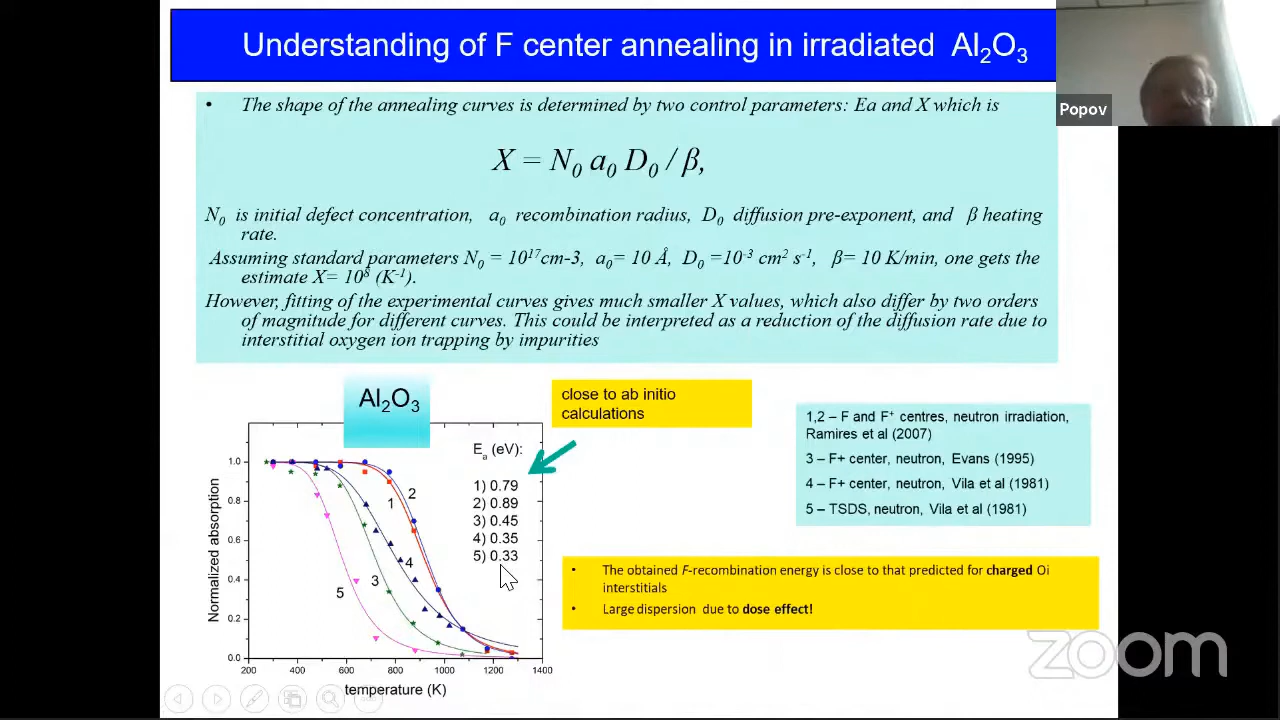 Understanding of F center annealing in irradiated Al₂O₃
Popov
• The shape of the annealing curves is determined by two control parameters: Ea and X which is
X = N₀ a₀ D₀ / β,
N₀ is initial defect concentration, a₀ recombination radius, D₀ diffusion pre-exponent, and β heating
rate.
Assuming standard parameters N₀ = 10¹⁷cm-3, a₀= 10 Å, D₀ =10⁻³ cm² s⁻¹, β= 10 K/min, one gets the
estimate X= 10⁸ (K⁻¹).
However, fitting of the experimental curves gives much smaller X values, which also differ by two orders
of magnitude for different curves. This could be interpreted as a reduction of the diffusion rate due to
interstitial oxygen ion trapping by impurities
Al₂O₃
close to ab initio
calculations
Eₐ (eV):
1) 0.79
2) 0.89
3) 0.45
4) 0.35
5) 0.33
1
2
3
4
5
1.0
0.8
0.6
0.4
0.2
0.0
Normalized absorption
200 400 600 800 1000 1200 1400
temperature (K)
1,2 – F and F⁺ centres, neutron irradiation,
Ramires et al (2007)
3 – F+ center, neutron, Evans (1995)
4 – F+ center, neutron, Vila et al (1981)
5 – TSDS, neutron, Vila et al (1981)
• The obtained F-recombination energy is close to that predicted for charged Oi
interstitials
• Large dispersion due to dose effect!
zoom